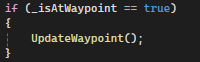 if (_isAtWaypoint == true)
{
UpdateWaypoint();
}